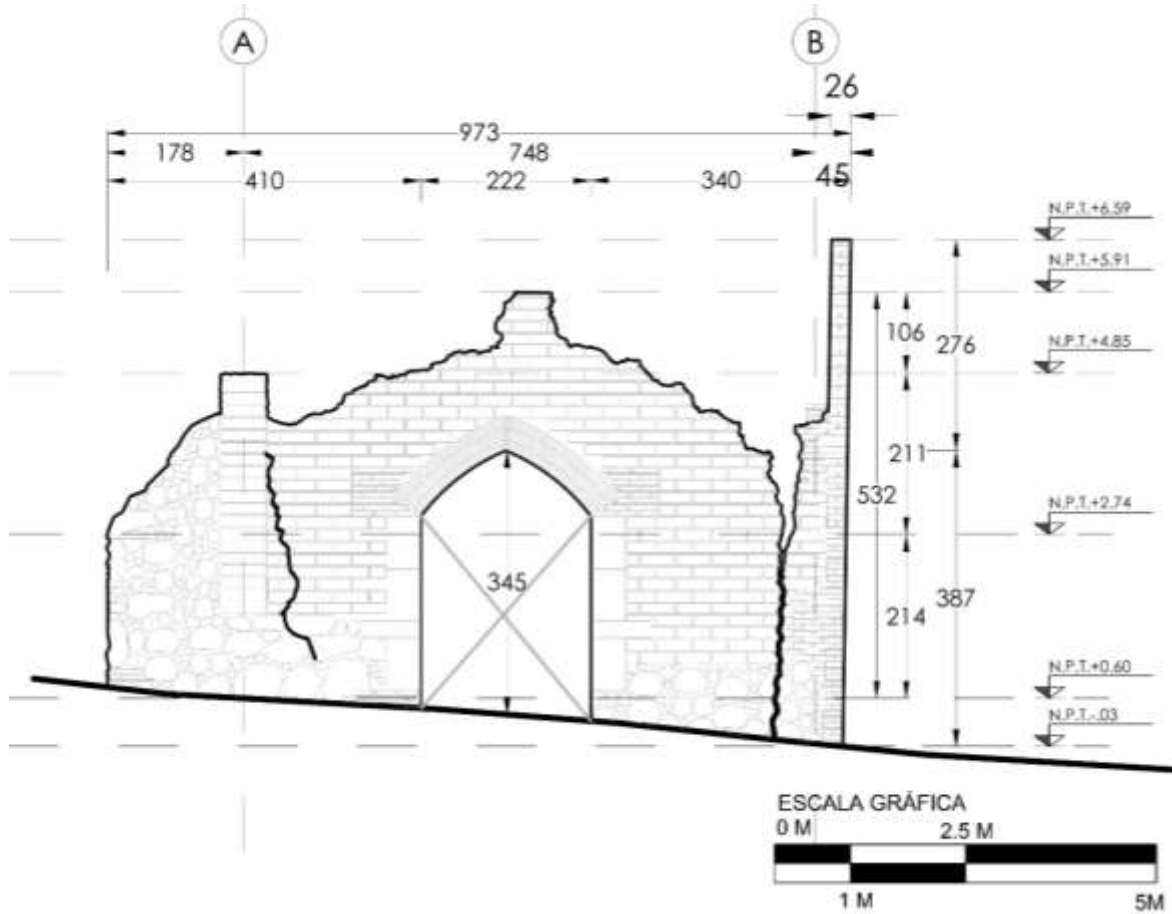 A
B
26
973
178
748
45
410
222
340
N.P.T.+6.59
N.P.T.+5.91
106
276
N.P.T.+4.85
211
532
N.P.T.+2.74
345
214
387
N.P.T.+0.60
N.P.T.-.03
ESCALA GRÁFICA
0 M
2.5 M
1 M
5M